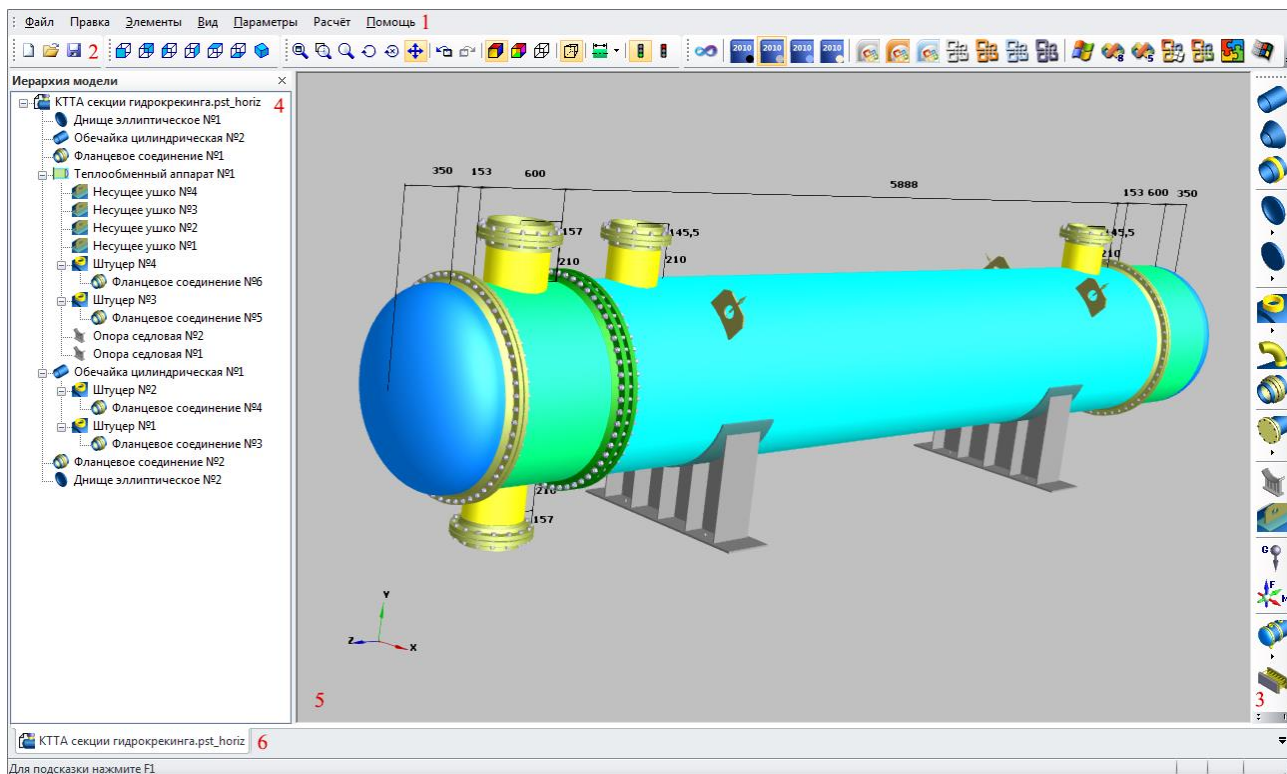 Файл Правка Элементы Вид Параметры Расчёт Помощь 1
2 2010 2010 2010 2010 8 5
Иерархия модели
КТТА секции гидрокрекинга.pst_horiz 4
Днище эллиптическое №1
Обечайка цилиндрическая №2
Фланцевое соединение №1
Теплообменный аппарат №1
Несущее ушко №4
Несущее ушко №3
Несущее ушко №2
Несущее ушко №1
Штуцер №4
Фланцевое соединение №6
Штуцер №3
Фланцевое соединение №5
Опора седловая №2
Опора седловая №1
Обечайка цилиндрическая №1
Штуцер №2
Фланцевое соединение №4
Штуцер №1
Фланцевое соединение №3
Фланцевое соединение №2
Днище эллиптическое №2
350 153 600 5888 153 600 350
157 145,5 45,5
210 210 210
210
157
Y
Z X
5
G
F
M
3
КТТА секции гидрокрекинга.pst_horiz 6
Для подсказки нажмите F1